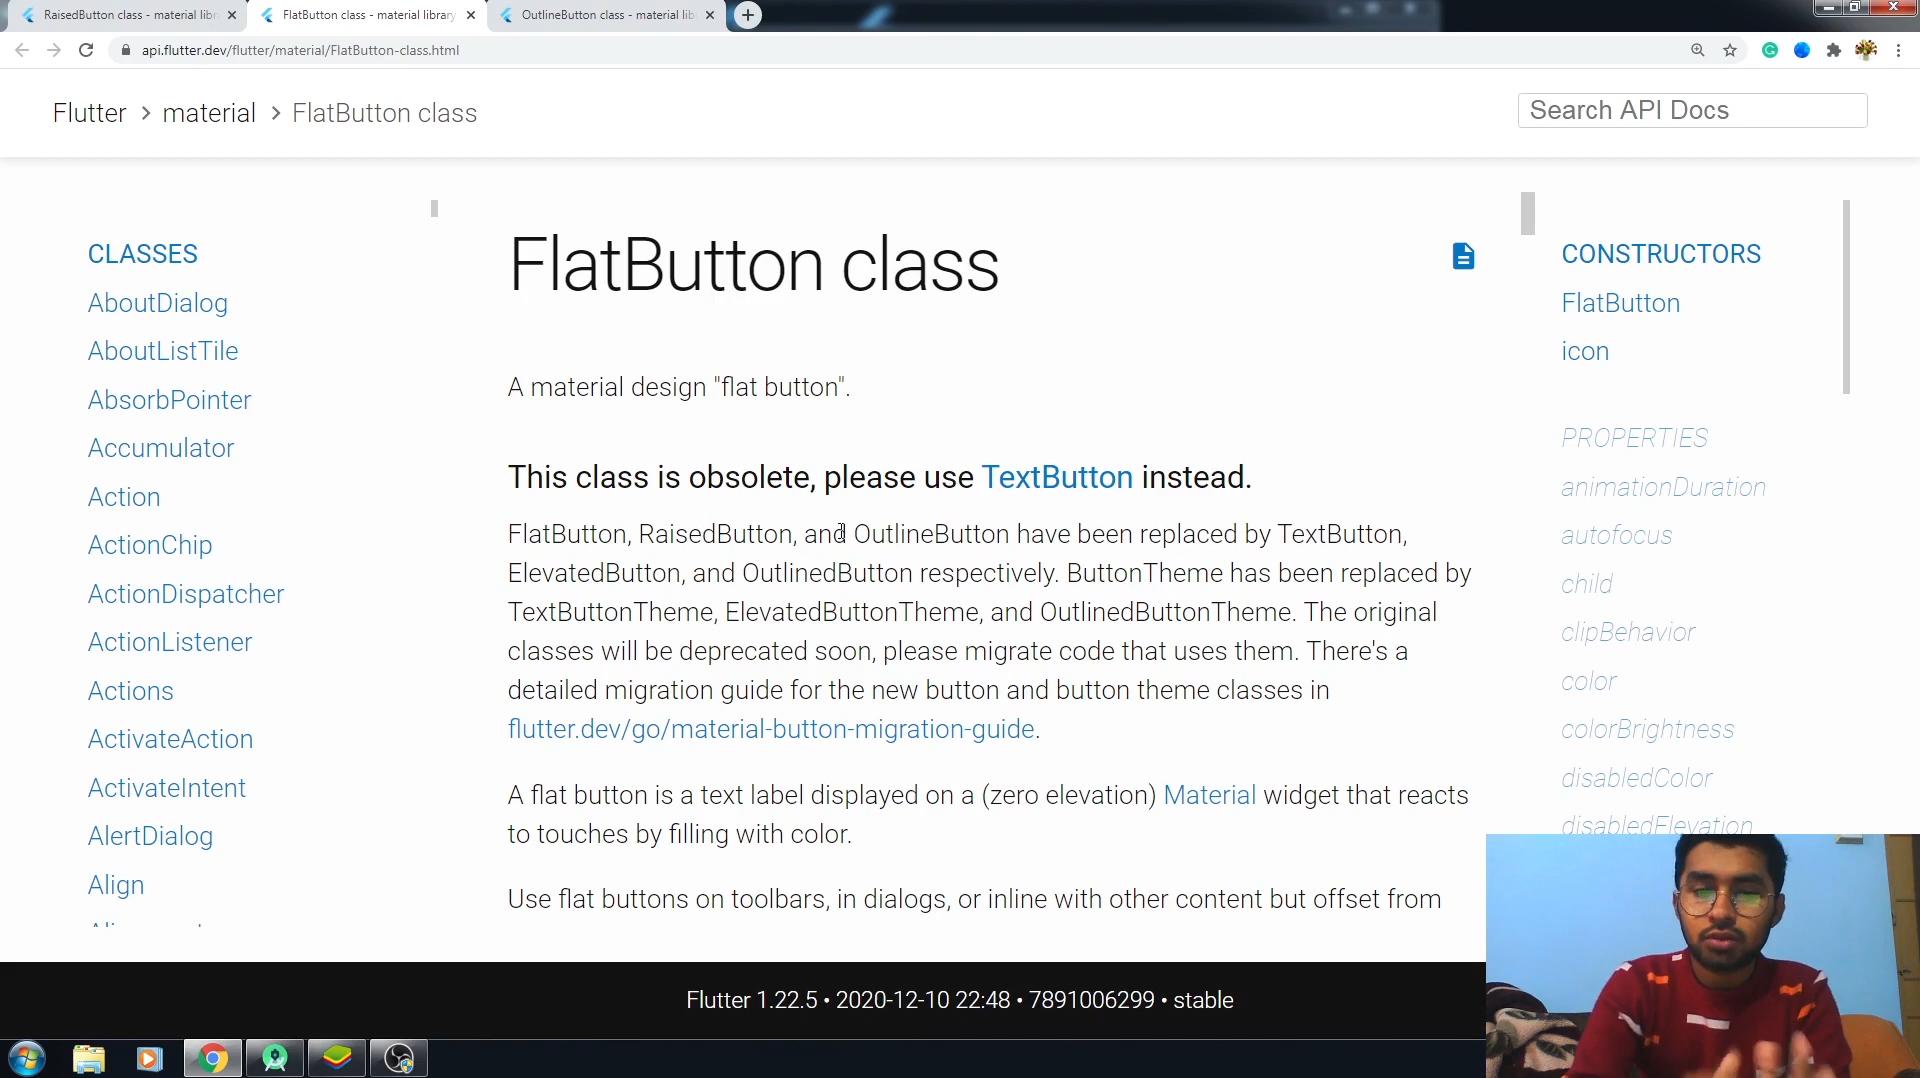 RaisedButton class - material libr
FlatButton class - material library
OutlineButton class - material lib
api.flutter.dev/flutter/material/FlatButton-class.html
Flutter > material > FlatButton class
Search API Docs
CLASSES
AboutDialog
AboutListTile
AbsorbPointer
Accumulator
Action
ActionChip
ActionDispatcher
ActionListener
Actions
ActivateAction
ActivateIntent
AlertDialog
Align
FlatButton class
A material design "flat button".
This class is obsolete, please use TextButton instead.
FlatButton, RaisedButton, and OutlineButton have been replaced by TextButton,
ElevatedButton, and OutlinedButton respectively. ButtonTheme has been replaced by
TextButtonTheme, ElevatedButtonTheme, and OutlinedButtonTheme. The original
classes will be deprecated soon, please migrate code that uses them. There's a
detailed migration guide for the new button and button theme classes in
flutter.dev/go/material-button-migration-guide.
A flat button is a text label displayed on a (zero elevation) Material widget that reacts
to touches by filling with color.
Use flat buttons on toolbars, in dialogs, or inline with other content but offset from
CONSTRUCTORS
FlatButton
icon
PROPERTIES
animationDuration
autofocus
child
clipBehavior
color
colorBrightness
disabledColor
disabledElevation
Flutter 1.22.5 • 2020-12-10 22:48 • 7891006299 • stable